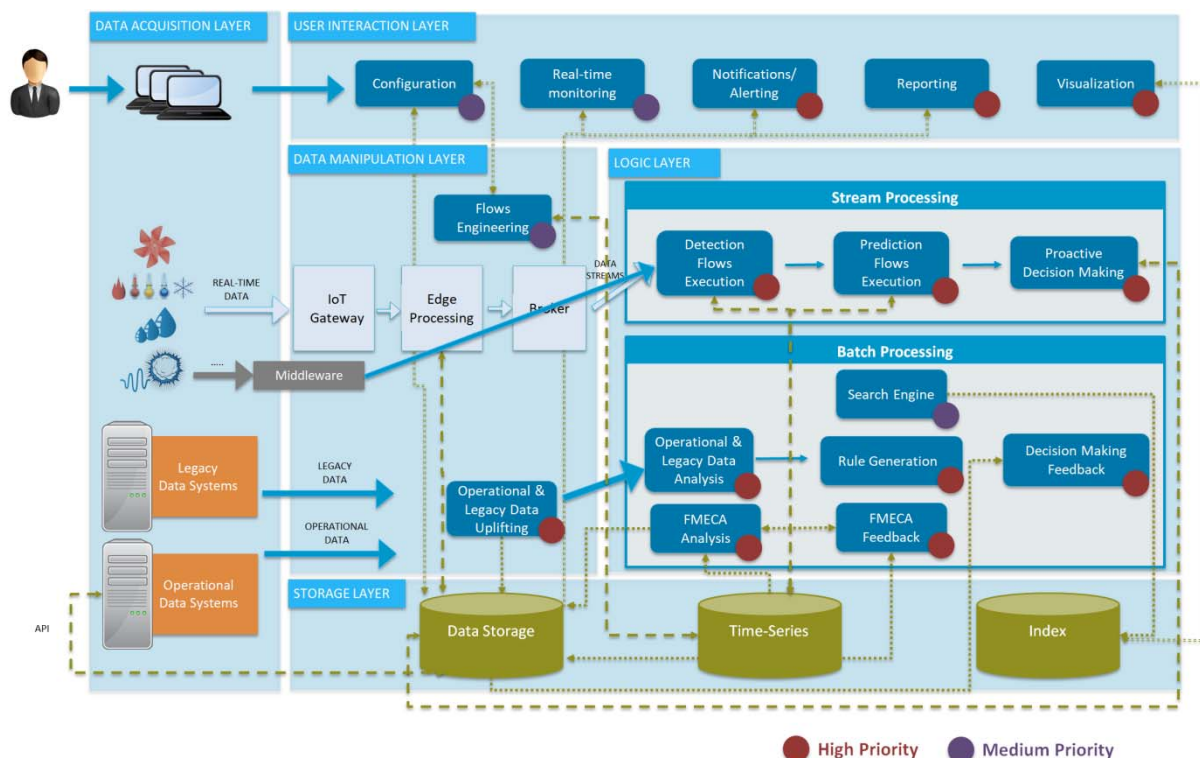 DATA ACQUISITION LAYER
USER INTERACTION LAYER
Configuration
Real-time
monitoring
Notifications/
Alerting
Reporting
Visualization
DATA MANIPULATION LAYER
LOGIC LAYER
Flows
Engineering
Stream Processing
Detection
Flows
Execution
Prediction
Flows
Execution
Proactive
Decision Making
REAL-TIME
DATA
IoT
Gateway
Edge
Processing
Broker
DATA
STREAMS
.....
Middleware
Batch Processing
Search Engine
Operational &
Legacy Data
Analysis
Rule Generation
Decision Making
Feedback
Legacy
Data Systems
LEGACY
DATA
Operational &
Legacy Data
Uplifting
FMECA
Analysis
FMECA
Feedback
OPERATIONAL
DATA
Operational
Data Systems
API
STORAGE LAYER
Data Storage
Time-Series
Index
High Priority
Medium Priority